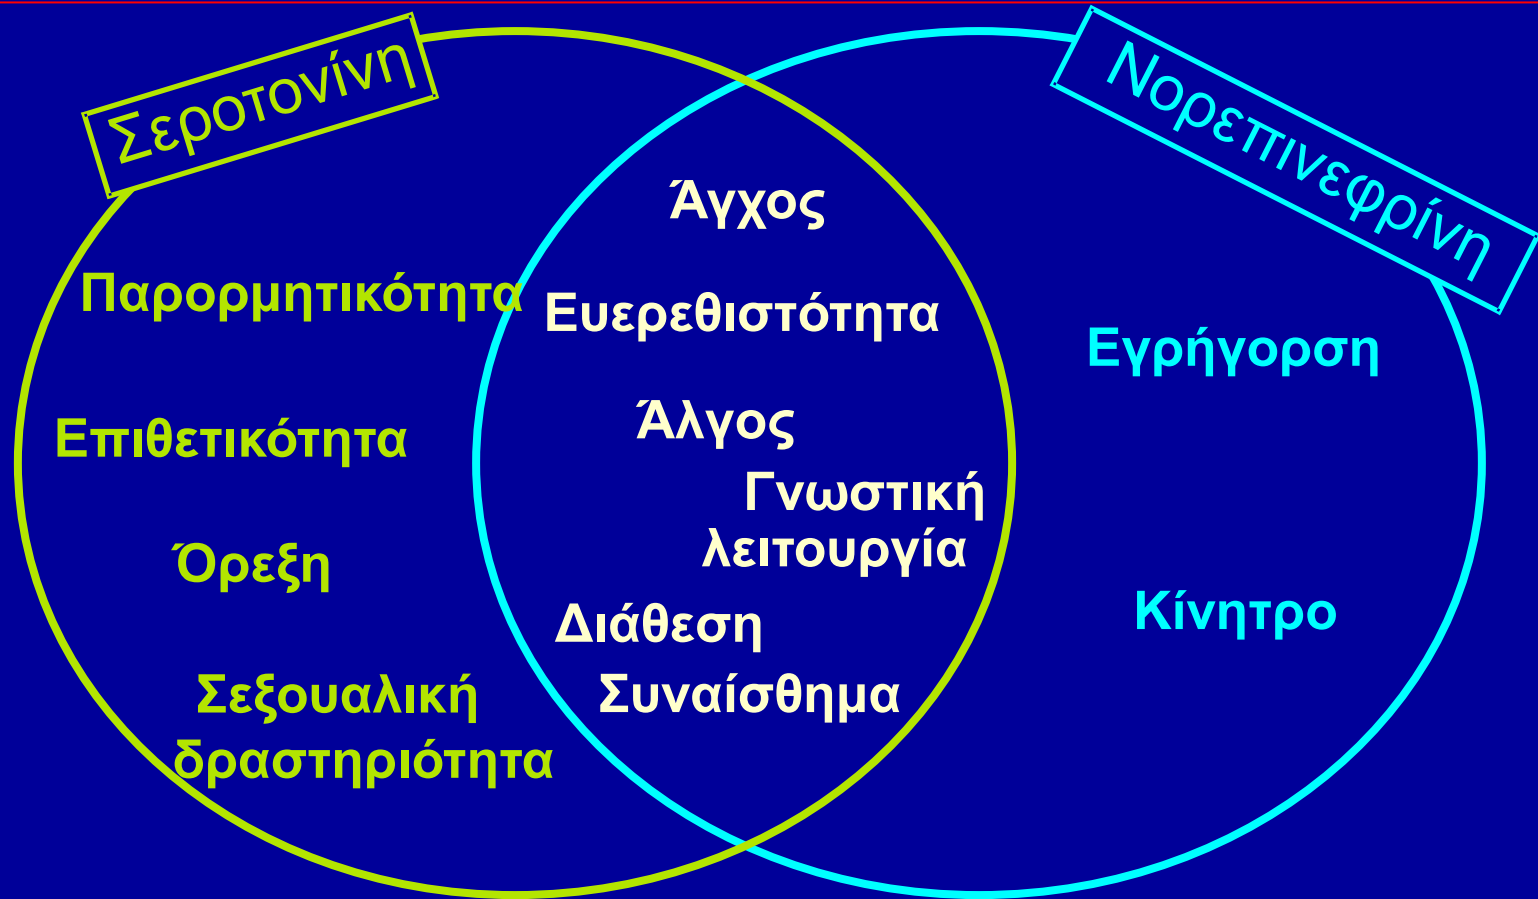 Σεροτονίνη
Νορεπινεφρίνη
Παρορμητικότητα
Επιθετικότητα
Όρεξη
Σεξουαλική
δραστηριότητα
Άγχος
Ευερεθιστότητα
Άλγος
Γνωστική
λειτουργία
Διάθεση
Συναίσθημα
Εγρήγορση
Κίνητρο